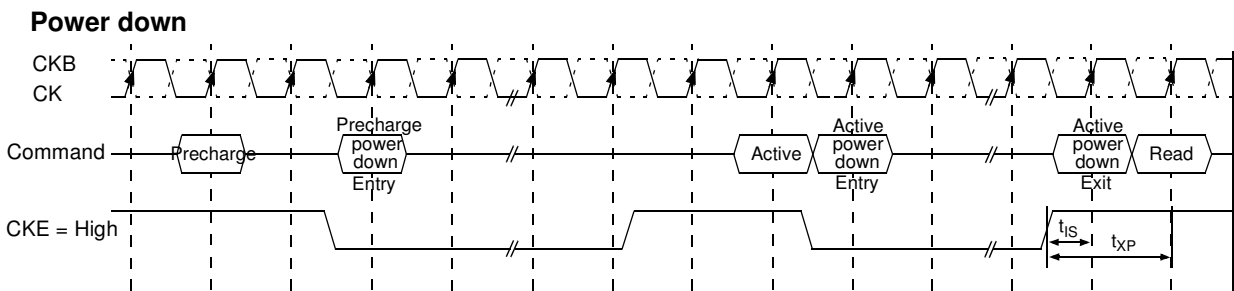 Power down
CKB
CK
Command
Precharge
Precharge
power
down
Entry
Active
Active
power
down
Entry
Active
power
down
Exit
Read
CKE = High
tIS
tXP